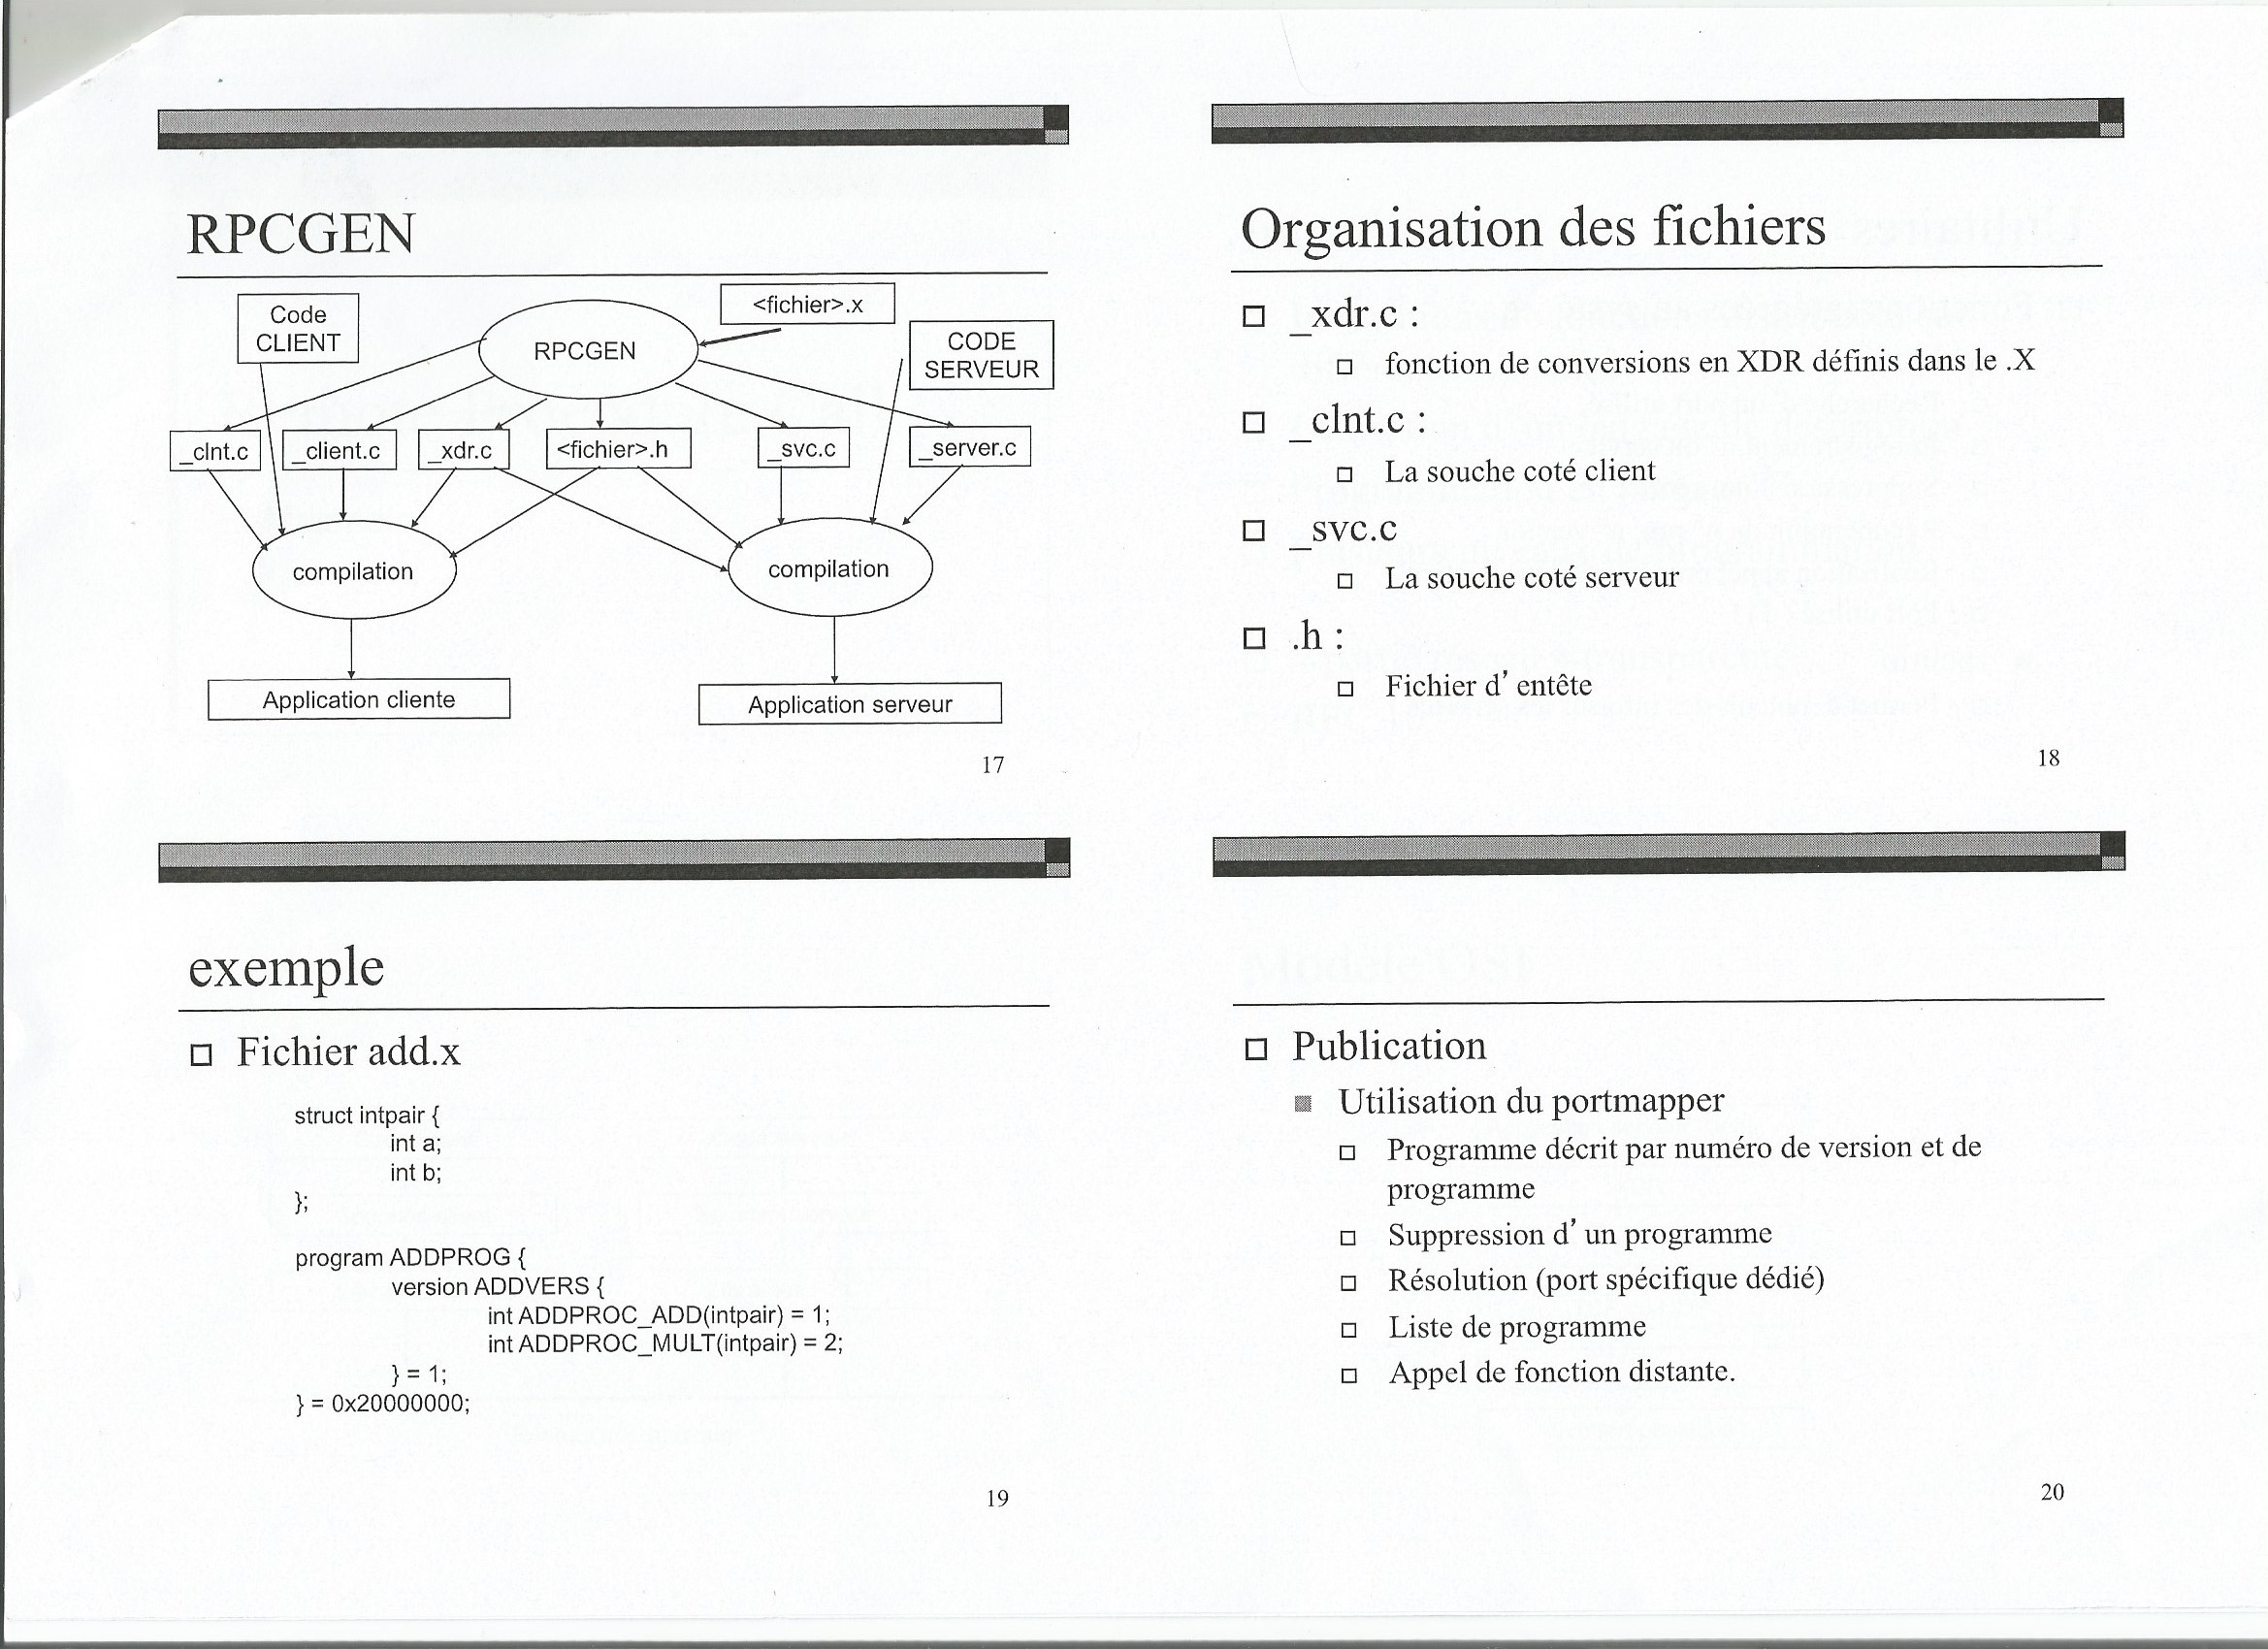 RPCGEN
Code
CLIENT
RPCGEN
<fichier>.x
CODE
SERVEUR
_clnt.c
_client.c
_xdr.c
<fichier>.h
_svc.c
_server.c
compilation
compilation
Application cliente
Application serveur
17
Organisation des fichiers
_xdr.c :
fonction de conversions en XDR définis dans le .X
_clnt.c :
La souche coté client
_svc.c
La souche coté serveur
.h :
Fichier d’ entête
18
exemple
Fichier add.x
struct intpair {
int a;
int b;
};
program ADDPROG {
version ADDVERS {
int ADDPROC_ADD(intpair) = 1;
int ADDPROC_MULT(intpair) = 2;
} = 1;
} = 0x20000000;
19
Publication
Utilisation du portmapper
Programme décrit par numéro de version et de
programme
Suppression d’ un programme
Résolution (port spécifique dédié)
Liste de programme
Appel de fonction distante.
20